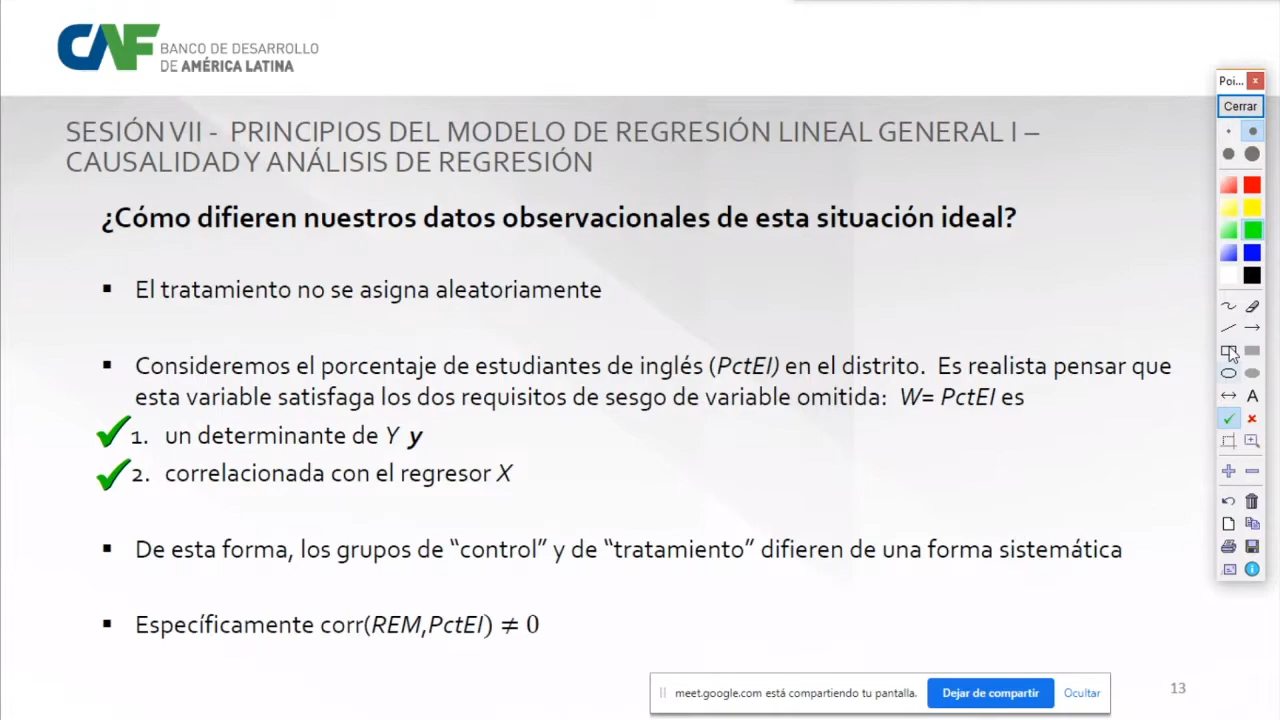 CAF BANCO DE DESARROLLO
DE AMÉRICA LATINA
SESIÓN VII - PRINCIPIOS DEL MODELO DE REGRESIÓN LINEAL GENERAL I –
CAUSALIDAD Y ANÁLISIS DE REGRESIÓN
¿Cómo difieren nuestros datos observacionales de esta situación ideal?
▪ El tratamiento no se asigna aleatoriamente
▪ Consideremos el porcentaje de estudiantes de inglés (PctEI) en el distrito. Es realista pensar que
esta variable satisfaga los dos requisitos de sesgo de variable omitida: W= PctEI es
1. un determinante de Y y
2. correlacionada con el regresor X
▪ De esta forma, los grupos de “control” y de “tratamiento” difieren de una forma sistemática
▪ Específicamente corr(REM,PctEI) ≠ 0
13
Poi...
Cerrar
A
meet.google.com está compartiendo tu pantalla. Dejar de compartir Ocultar